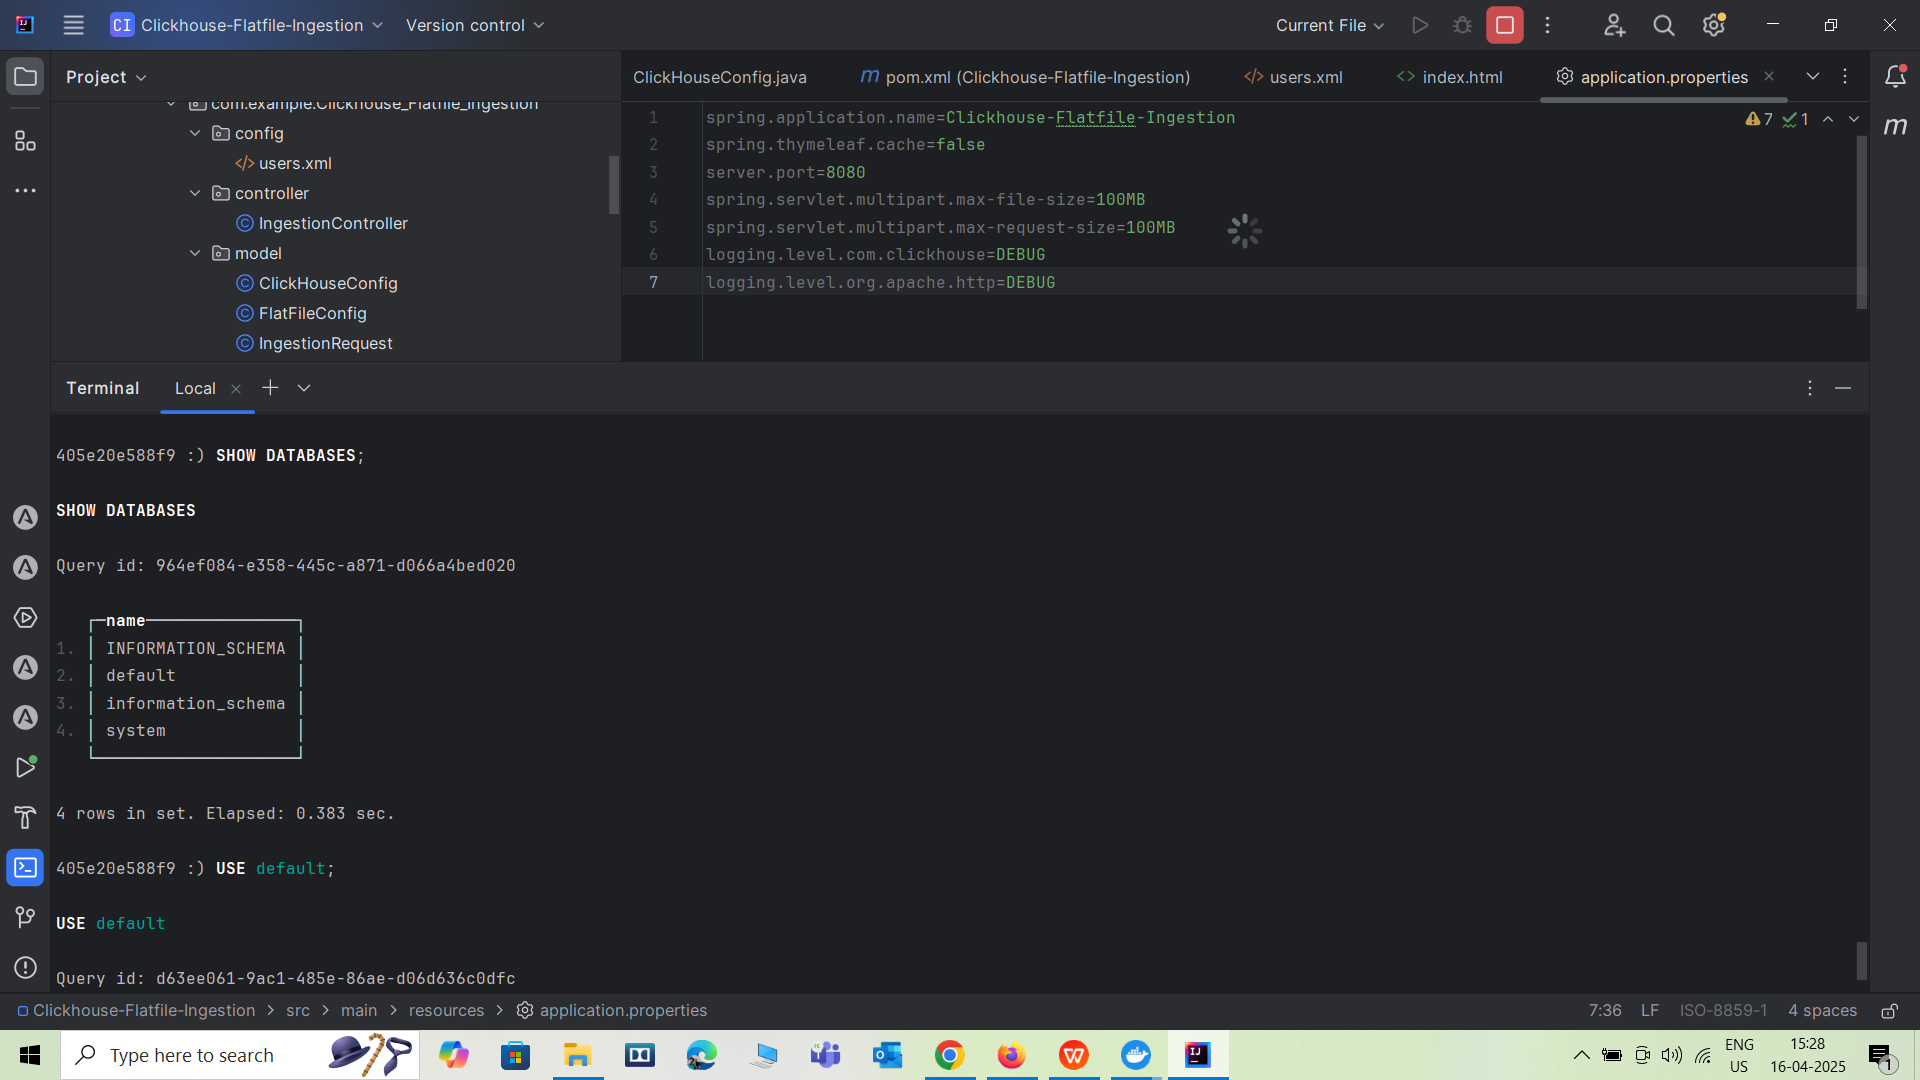 CI Clickhouse-Flatfile-Ingestion Version control Current File
Project
com.example.Clickhouse_Flatfile_Ingestion
config
users.xml
controller
IngestionController
model
ClickHouseConfig
FlatFileConfig
IngestionRequest
ClickHouseConfig.java pom.xml (Clickhouse-Flatfile-Ingestion) users.xml index.html application.properties
1 spring.application.name=Clickhouse-Flatfile-Ingestion
2 spring.thymeleaf.cache=false
3 server.port=8080
4 spring.servlet.multipart.max-file-size=100MB
5 spring.servlet.multipart.max-request-size=100MB
6 logging.level.com.clickhouse=DEBUG
7 logging.level.org.apache.http=DEBUG
7 1
Terminal Local
405e20e588f9 :) SHOW DATABASES;
SHOW DATABASES
Query id: 964ef084-e358-445c-a871-d066a4bed020
name
1. INFORMATION_SCHEMA
2. default
3. information_schema
4. system
4 rows in set. Elapsed: 0.383 sec.
405e20e588f9 :) USE default;
USE default
Query id: d63ee061-9ac1-485e-86ae-d06d636c0dfc
Clickhouse-Flatfile-Ingestion > src > main > resources > application.properties 7:36 LF ISO-8859-1 4 spaces
Type here to search
ENG
US
15:28
16-04-2025
1